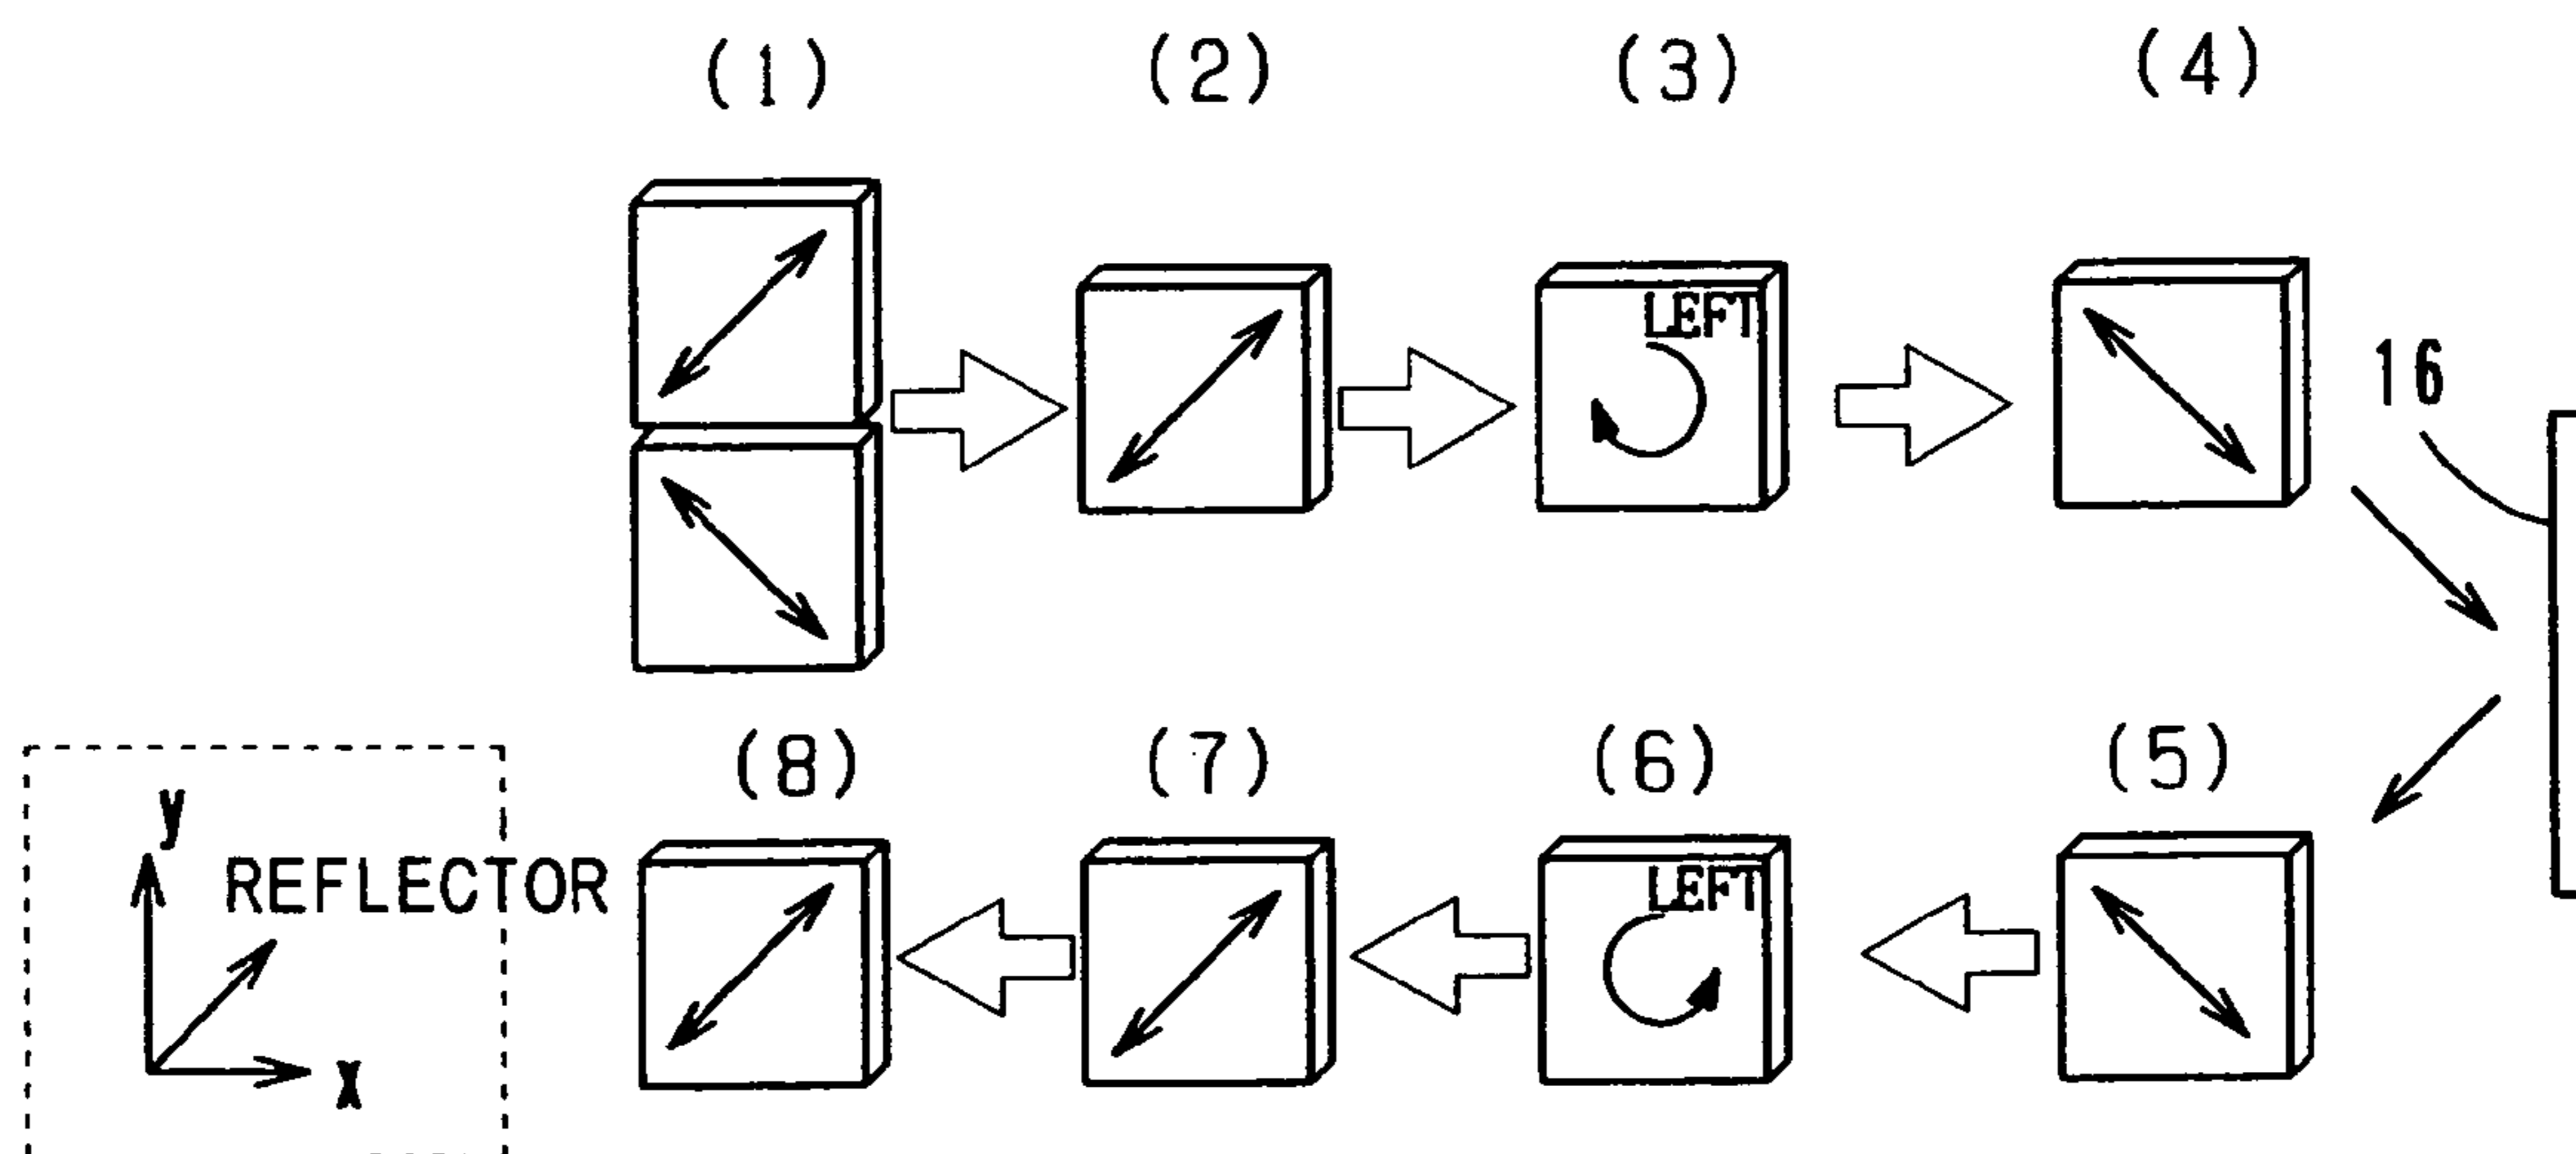 (1) (2) (3) (4)
LEFT
16
(8) (7) (6) (5)
y
REFLECTOR
LEFT
x